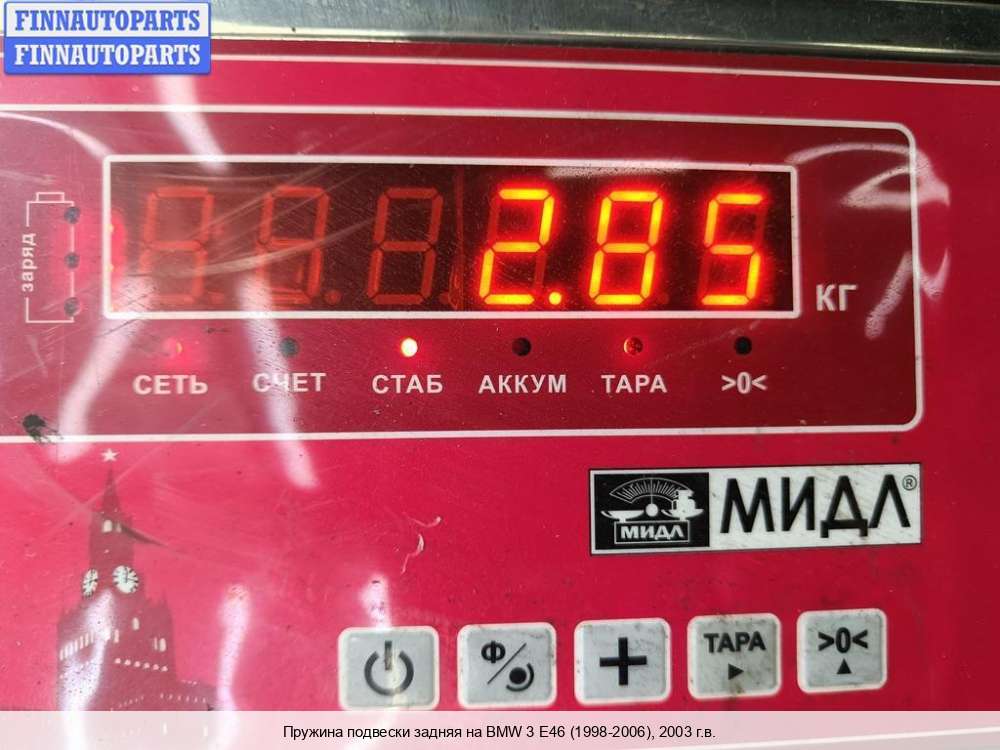 FINNAUTOPARTS
FINNAUTOPARTS
заряд
2.85
КГ
СЕТЬ СЧЕТ СТАБ АККУМ ТАРА >0<
МИДЛ МИДЛ®
Ф/ + ТАРА >0<
Пружина подвески задняя на BMW 3 E46 (1998-2006), 2003 г.в.